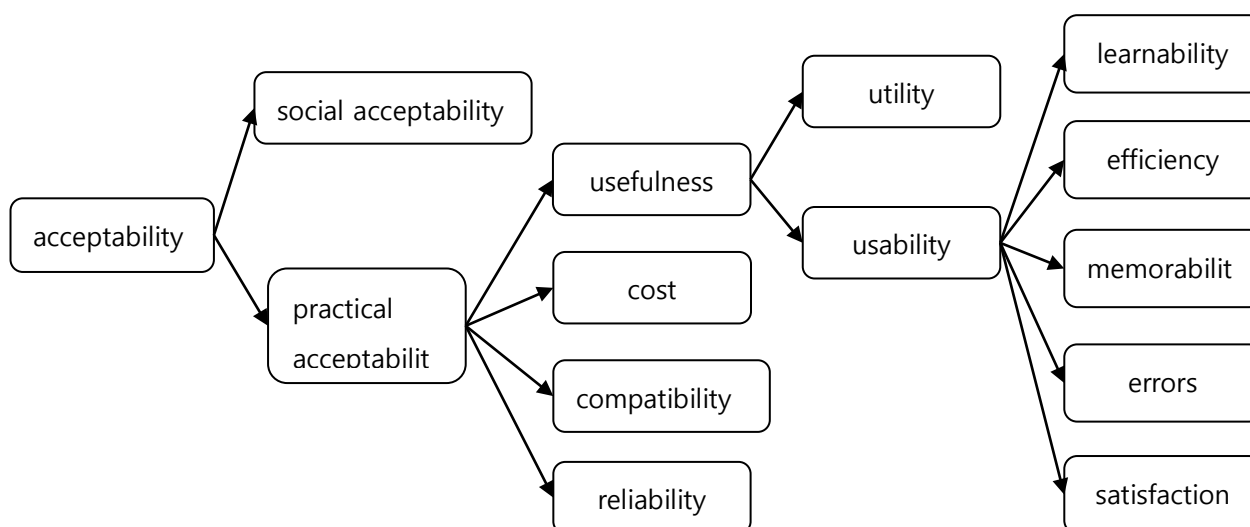 acceptability
social acceptability
practical
acceptabilit
usefulness
cost
compatibility
reliability
utility
usability
learnability
efficiency
memorabilit
errors
satisfaction